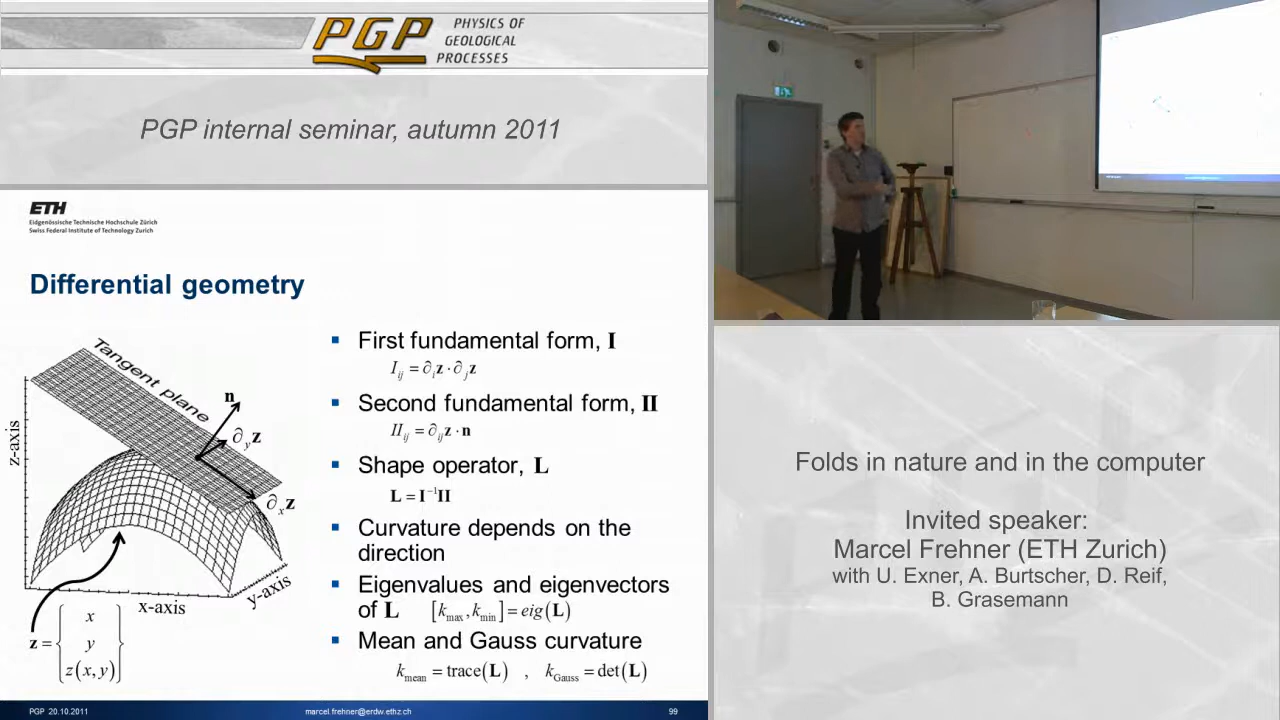 PGP
PHYSICS OF
GEOLOGICAL
PROCESSES
PGP internal seminar, autumn 2011
ETH
Eidgenössische Technische Hochschule Zürich
Swiss Federal Institute of Technology Zurich
Differential geometry
Tangent plane
n
∂_y z
∂_x z
z-axis
x-axis
y-axis
z = { x
y
z(x,y) }
▪ First fundamental form, I
I_ij = ∂_i z · ∂_j z
▪ Second fundamental form, II
II_ij = ∂_ij z · n
▪ Shape operator, L
L = I⁻¹II
▪ Curvature depends on the
direction
▪ Eigenvalues and eigenvectors
of L [k_max, k_min] = eig(L)
▪ Mean and Gauss curvature
k_mean = trace(L) , k_Gauss = det(L)
PGP 20.10.2011 marcel.frehner@erdw.ethz.ch 99
Folds in nature and in the computer
Invited speaker:
Marcel Frehner (ETH Zurich)
with U. Exner, A. Burtscher, D. Reif,
B. Grasemann